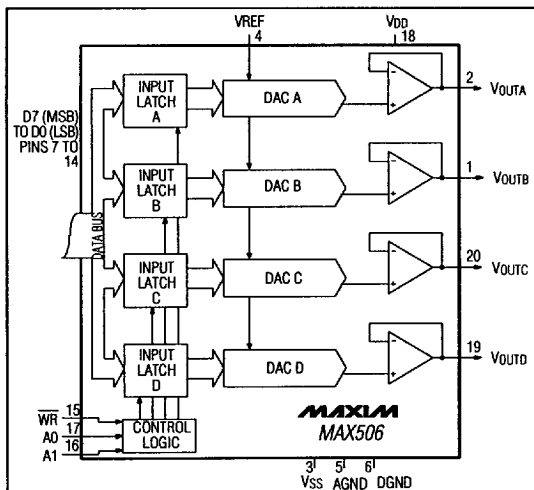 VREF
4
VDD
18
INPUT
LATCH
A
DAC A
2
VOUTA
D7 (MSB)
TO D0 (LSB)
PINS 7 TO
14
INPUT
LATCH
B
DAC B
1
VOUTB
DATA BUS
INPUT
LATCH
C
DAC C
20
VOUTC
INPUT
LATCH
D
DAC D
19
VOUTD
WR
15
A0
17
A1
16
CONTROL
LOGIC
MAXIM
MAX506
3
VSS
5
AGND
6
DGND